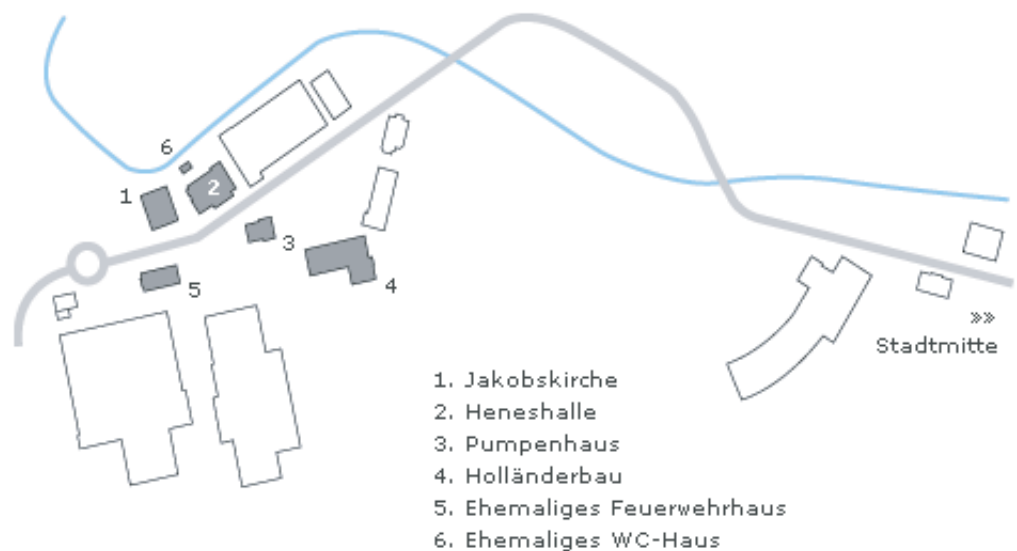 6
1
2
3
4
5
»»
Stadtmitte
1. Jakobskirche
2. Heneshalle
3. Pumpenhaus
4. Holländerbau
5. Ehemaliges Feuerwehrhaus
6. Ehemaliges WC-Haus